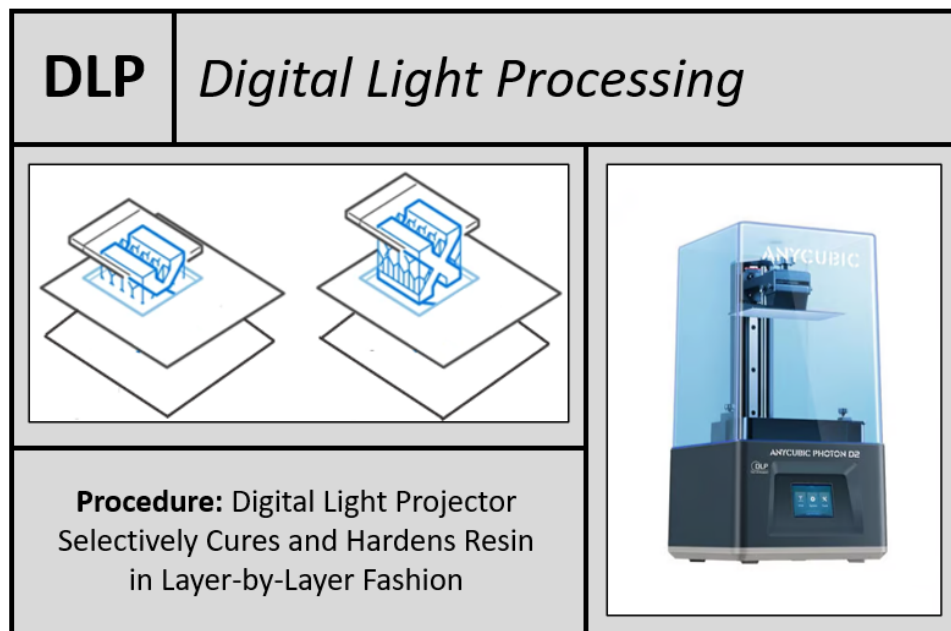 DLP
Digital Light Processing
Procedure: Digital Light Projector
Selectively Cures and Hardens Resin
in Layer-by-Layer Fashion
ANYCUBIC
ANYCUBIC PHOTON D2
DLP